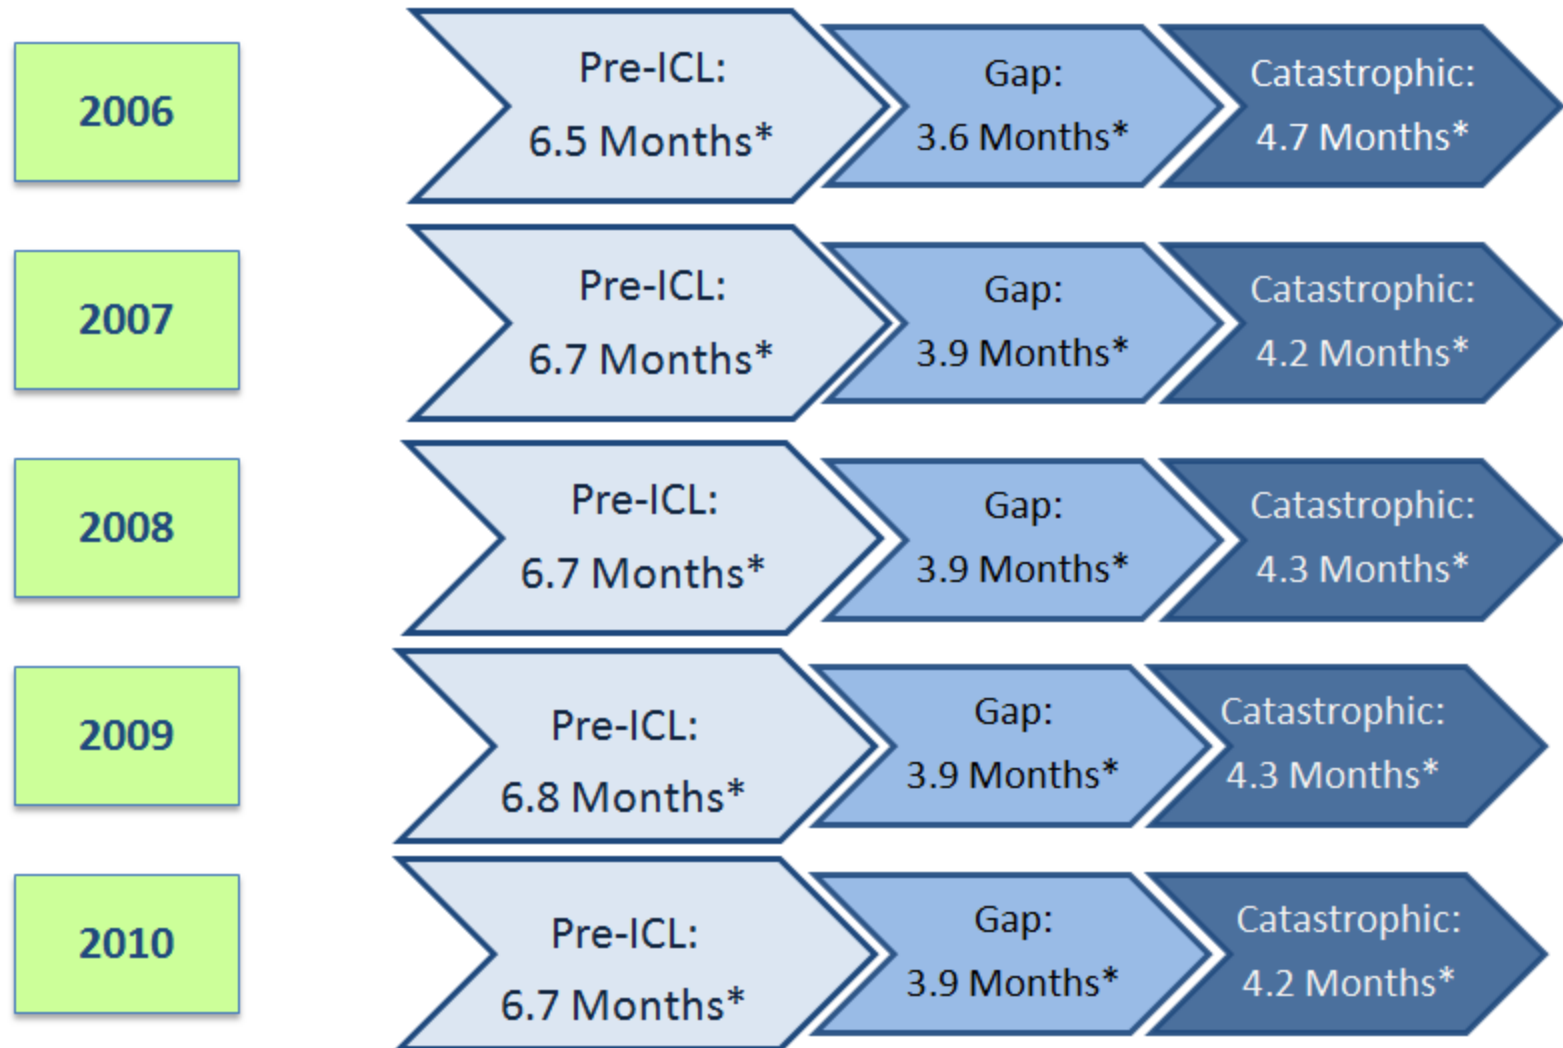 2006
Pre-ICL:
6.5 Months*
Gap:
3.6 Months*
Catastrophic:
4.7 Months*
2007
Pre-ICL:
6.7 Months*
Gap:
3.9 Months*
Catastrophic:
4.2 Months*
2008
Pre-ICL:
6.7 Months*
Gap:
3.9 Months*
Catastrophic:
4.3 Months*
2009
Pre-ICL:
6.8 Months*
Gap:
3.9 Months*
Catastrophic:
4.3 Months*
2010
Pre-ICL:
6.7 Months*
Gap:
3.9 Months*
Catastrophic:
4.2 Months*